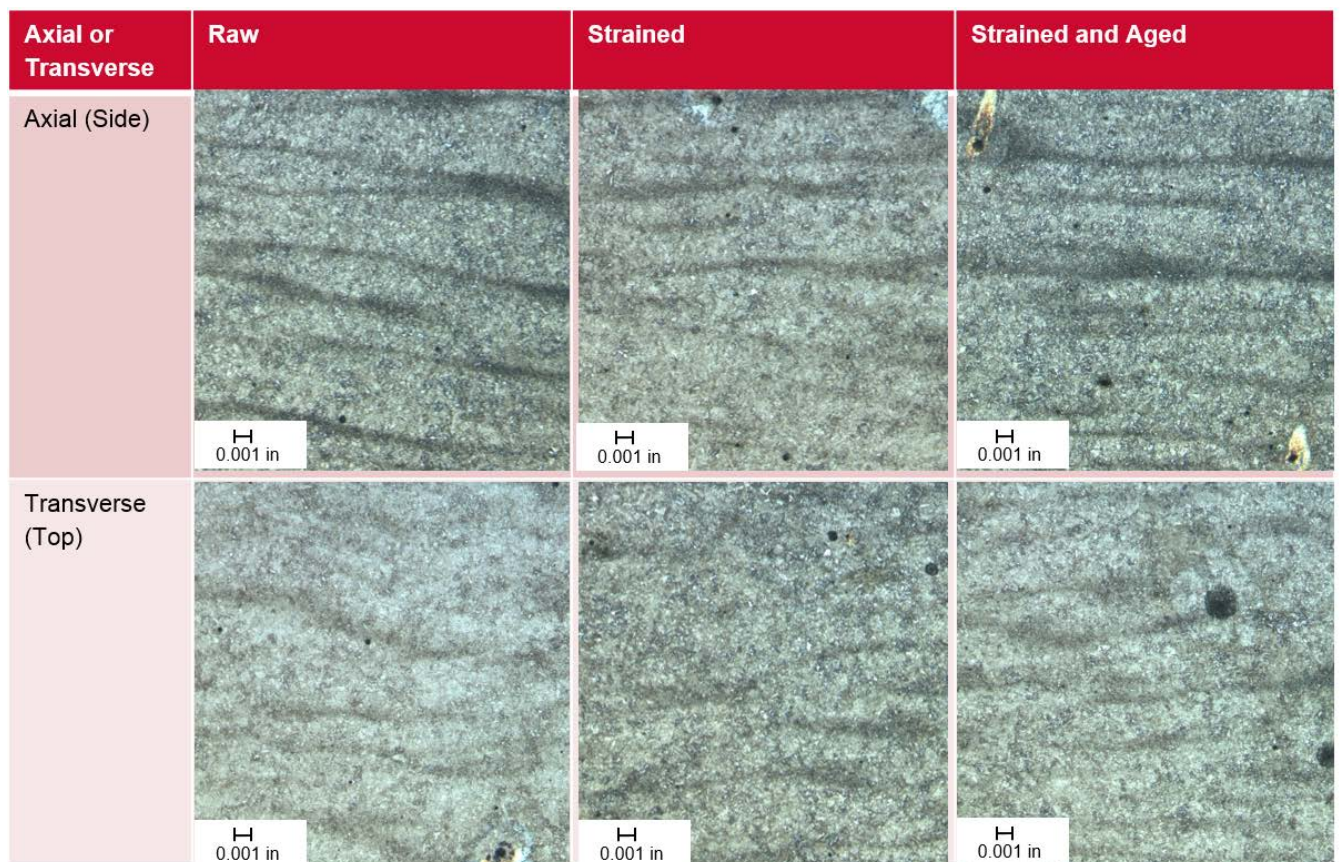 Axial or
Transverse
Raw
Strained
Strained and Aged
Axial (Side)
0.001 in
0.001 in
0.001 in
Transverse
(Top)
0.001 in
0.001 in
0.001 in